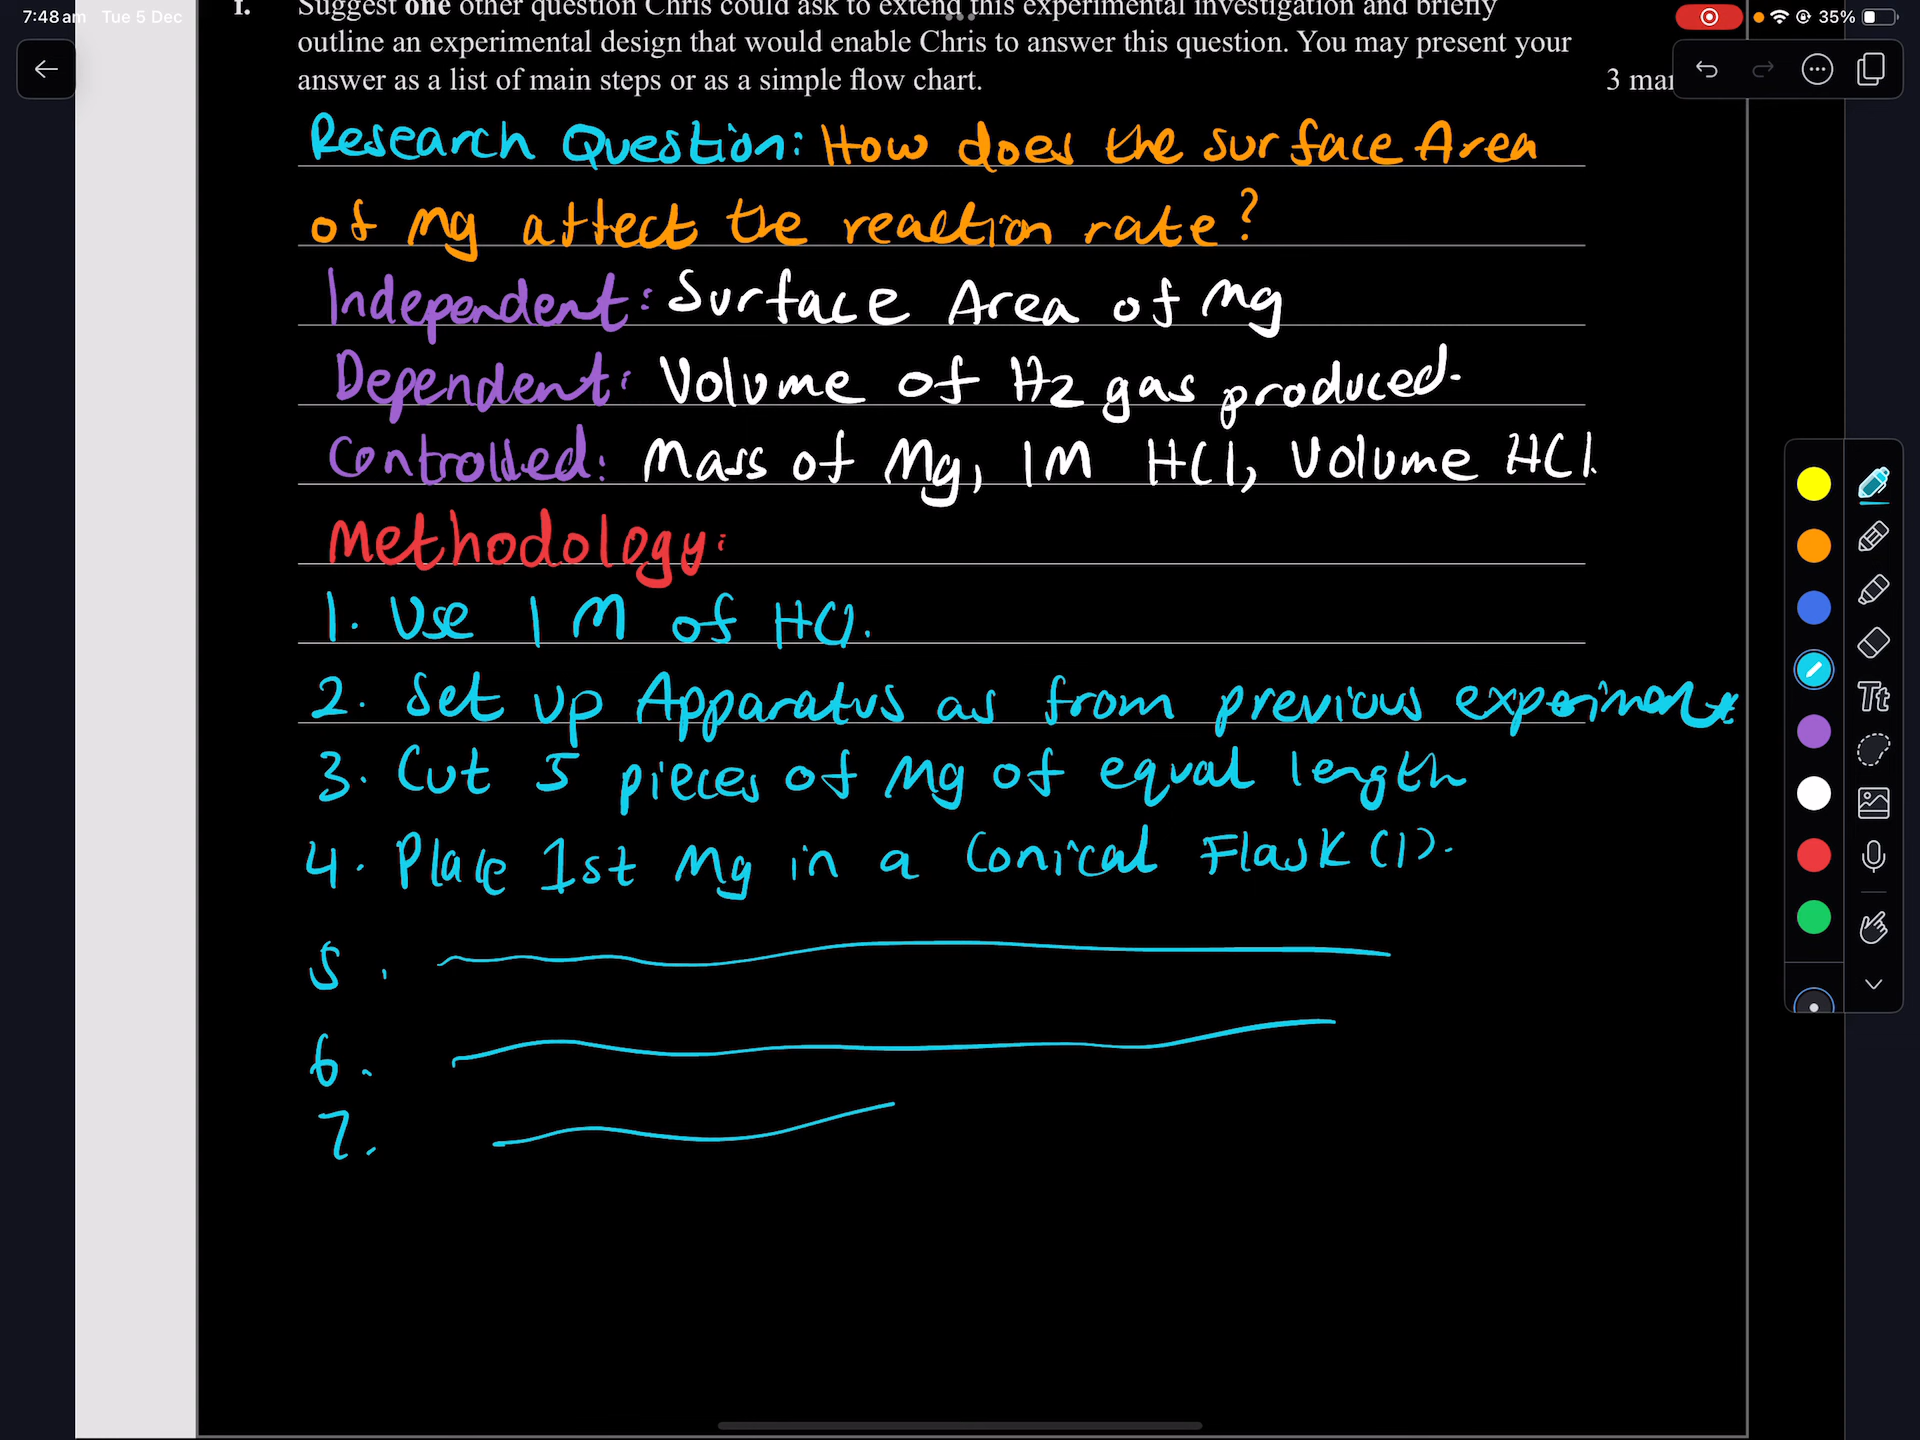 7:48 am Tue 5 Dec
35%
f. Suggest one other question Chris could ask to extend this experimental investigation and briefly
outline an experimental design that would enable Chris to answer this question. You may present your
answer as a list of main steps or as a simple flow chart.
3 mar
Research Question: How does the surface Area
of Mg affect the reaction rate?
Independent: Surface Area of Mg
Dependent: Volume of H2 gas produced.
Controlled: Mass of Mg, 1M HCl, Volume HCl.
Methodology:
1. Use 1 M of HCl.
2. Set up Apparatus as from previous experiment
3. Cut 5 pieces of Mg of equal length
4. Place 1st Mg in a Conical Flask (1).
5.
6.
7.
Tt